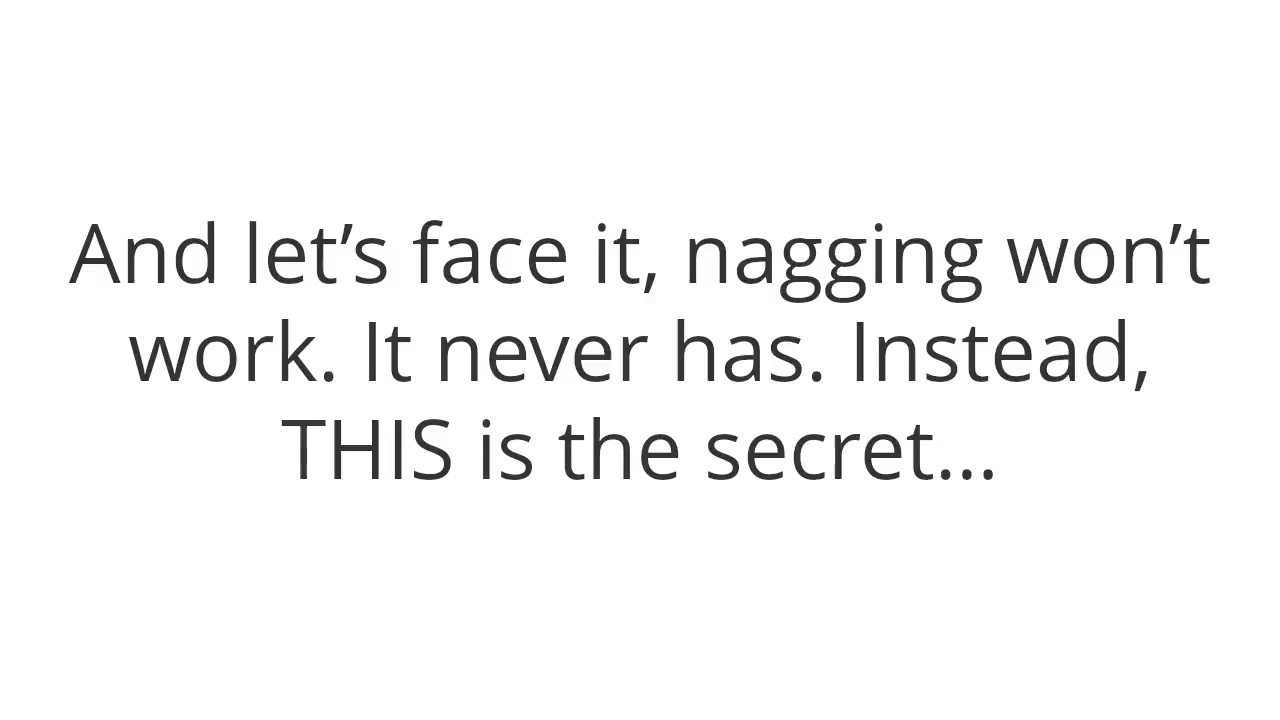 And let’s face it, nagging won’t
work. It never has. Instead,
THIS is the secret...